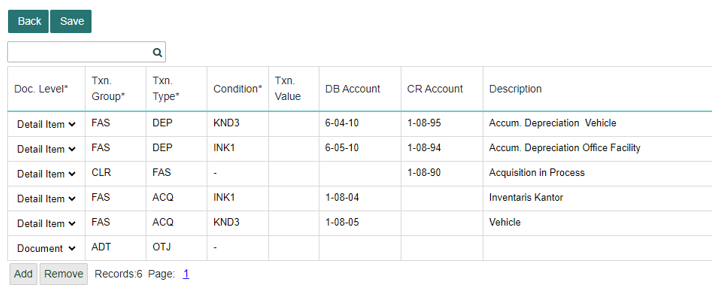 Back Save
Doc. Level* Txn. Group* Txn. Type* Condition* Txn. Value DB Account CR Account Description
Detail Item FAS DEP KND3 6-04-10 1-08-95 Accum. Depreciation Vehicle
Detail Item FAS DEP INK1 6-05-10 1-08-94 Accum. Depreciation Office Facility
Detail Item CLR FAS - 1-08-90 Acquisition in Process
Detail Item FAS ACQ INK1 1-08-04 Inventaris Kantor
Detail Item FAS ACQ KND3 1-08-05 Vehicle
Document ADT OTJ -
Add Remove Records:6 Page: 1